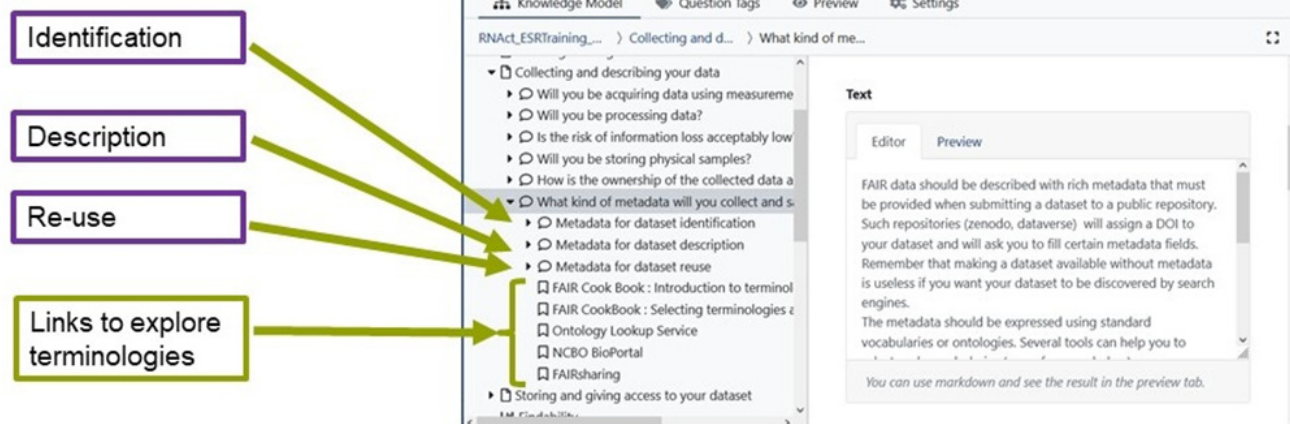 Identification
Description
Re-use
Links to explore
terminologies
Knowledge Model Question Tags Preview Settings
RNAct_ESRTraining_... 〉 Collecting and d... 〉 What kind of me...
Collecting and describing your data
Will you be acquiring data using measureme
Will you be processing data?
Is the risk of information loss acceptably low
Will you be storing physical samples?
How is the ownership of the collected data a
What kind of metadata will you collect and s
Metadata for dataset identification
Metadata for dataset description
Metadata for dataset reuse
FAIR Cook Book : Introduction to terminol
FAIR CookBook : Selecting terminologies a
Ontology Lookup Service
NCBO BioPortal
FAIRsharing
Storing and giving access to your dataset
Findability
Text
Editor Preview
FAIR data should be described with rich metadata that must
be provided when submitting a dataset to a public repository.
Such repositories (zenodo, dataverse) will assign a DOI to
your dataset and will ask you to fill certain metadata fields.
Remember that making a dataset available without metadata
is useless if you want your dataset to be discovered by search
engines.
The metadata should be expressed using standard
vocabularies or ontologies. Several tools can help you to
You can use markdown and see the result in the preview tab.